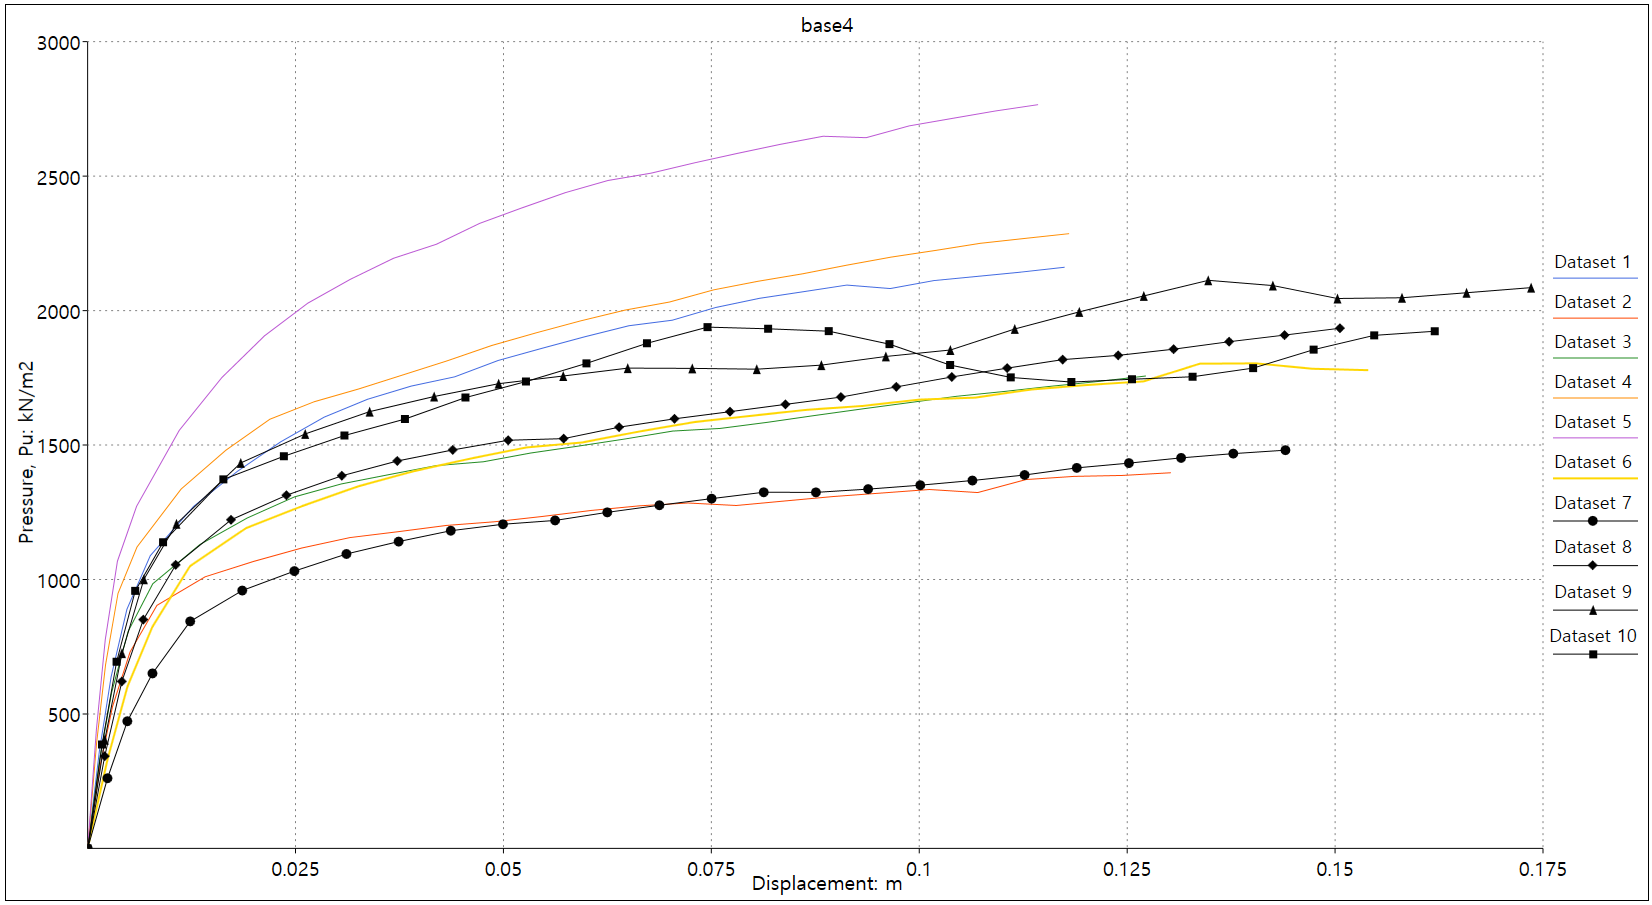 base4
3000
2500
2000
1500
1000
500
Pressure, Pu: kN/m2
0.025
0.05
0.075
0.1
0.125
0.15
0.175
Displacement: m
Dataset 1
Dataset 2
Dataset 3
Dataset 4
Dataset 5
Dataset 6
Dataset 7
Dataset 8
Dataset 9
Dataset 10